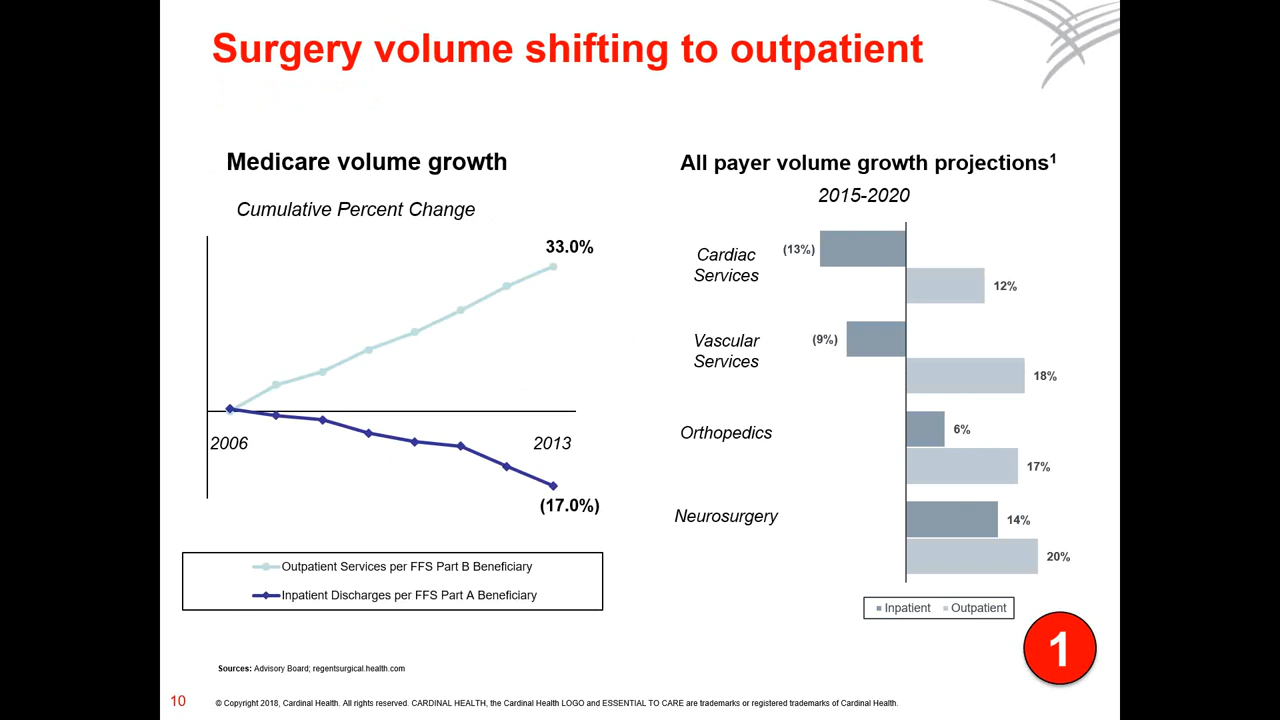 Surgery volume shifting to outpatient
Medicare volume growth
Cumulative Percent Change
33.0%
2006
2013
(17.0%)
Outpatient Services per FFS Part B Beneficiary
Inpatient Discharges per FFS Part A Beneficiary
All payer volume growth projections¹
2015-2020
Cardiac
Services
(13%)
12%
Vascular
Services
(9%)
18%
Orthopedics
6%
17%
Neurosurgery
14%
20%
Inpatient Outpatient
1
Sources: Advisory Board; regentsurgical.health.com
10 © Copyright 2018, Cardinal Health. All rights reserved. CARDINAL HEALTH, the Cardinal Health LOGO and ESSENTIAL TO CARE are trademarks or registered trademarks of Cardinal Health.